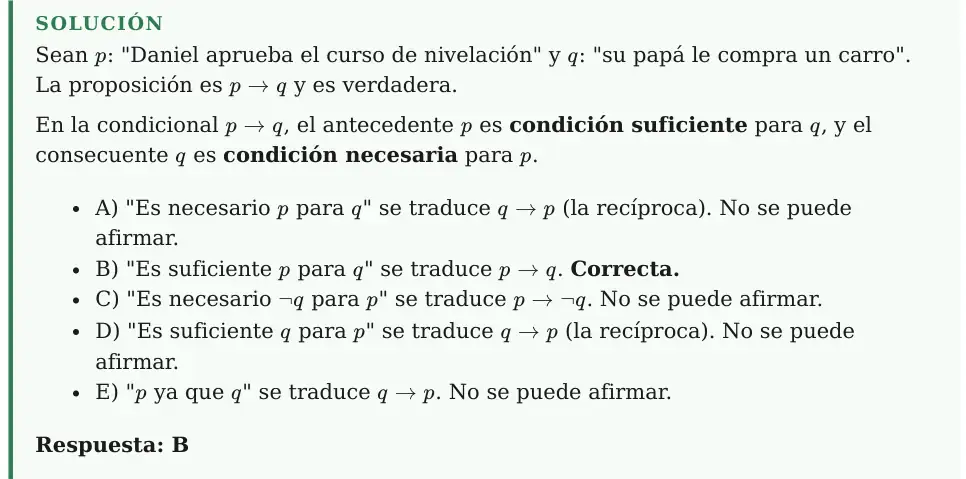 SOLUCIÓN
Sean p: "Daniel aprueba el curso de nivelación" y q: "su papá le compra un carro".
La proposición es p → q y es verdadera.
En la condicional p → q, el antecedente p es condición suficiente para q, y el
consecuente q es condición necesaria para p.
• A) "Es necesario p para q" se traduce q → p (la recíproca). No se puede
afirmar.
• B) "Es suficiente p para q" se traduce p → q. Correcta.
• C) "Es necesario ¬q para p" se traduce p → ¬q. No se puede afirmar.
• D) "Es suficiente q para p" se traduce q → p (la recíproca). No se puede
afirmar.
• E) "p ya que q" se traduce q → p. No se puede afirmar.
Respuesta: B